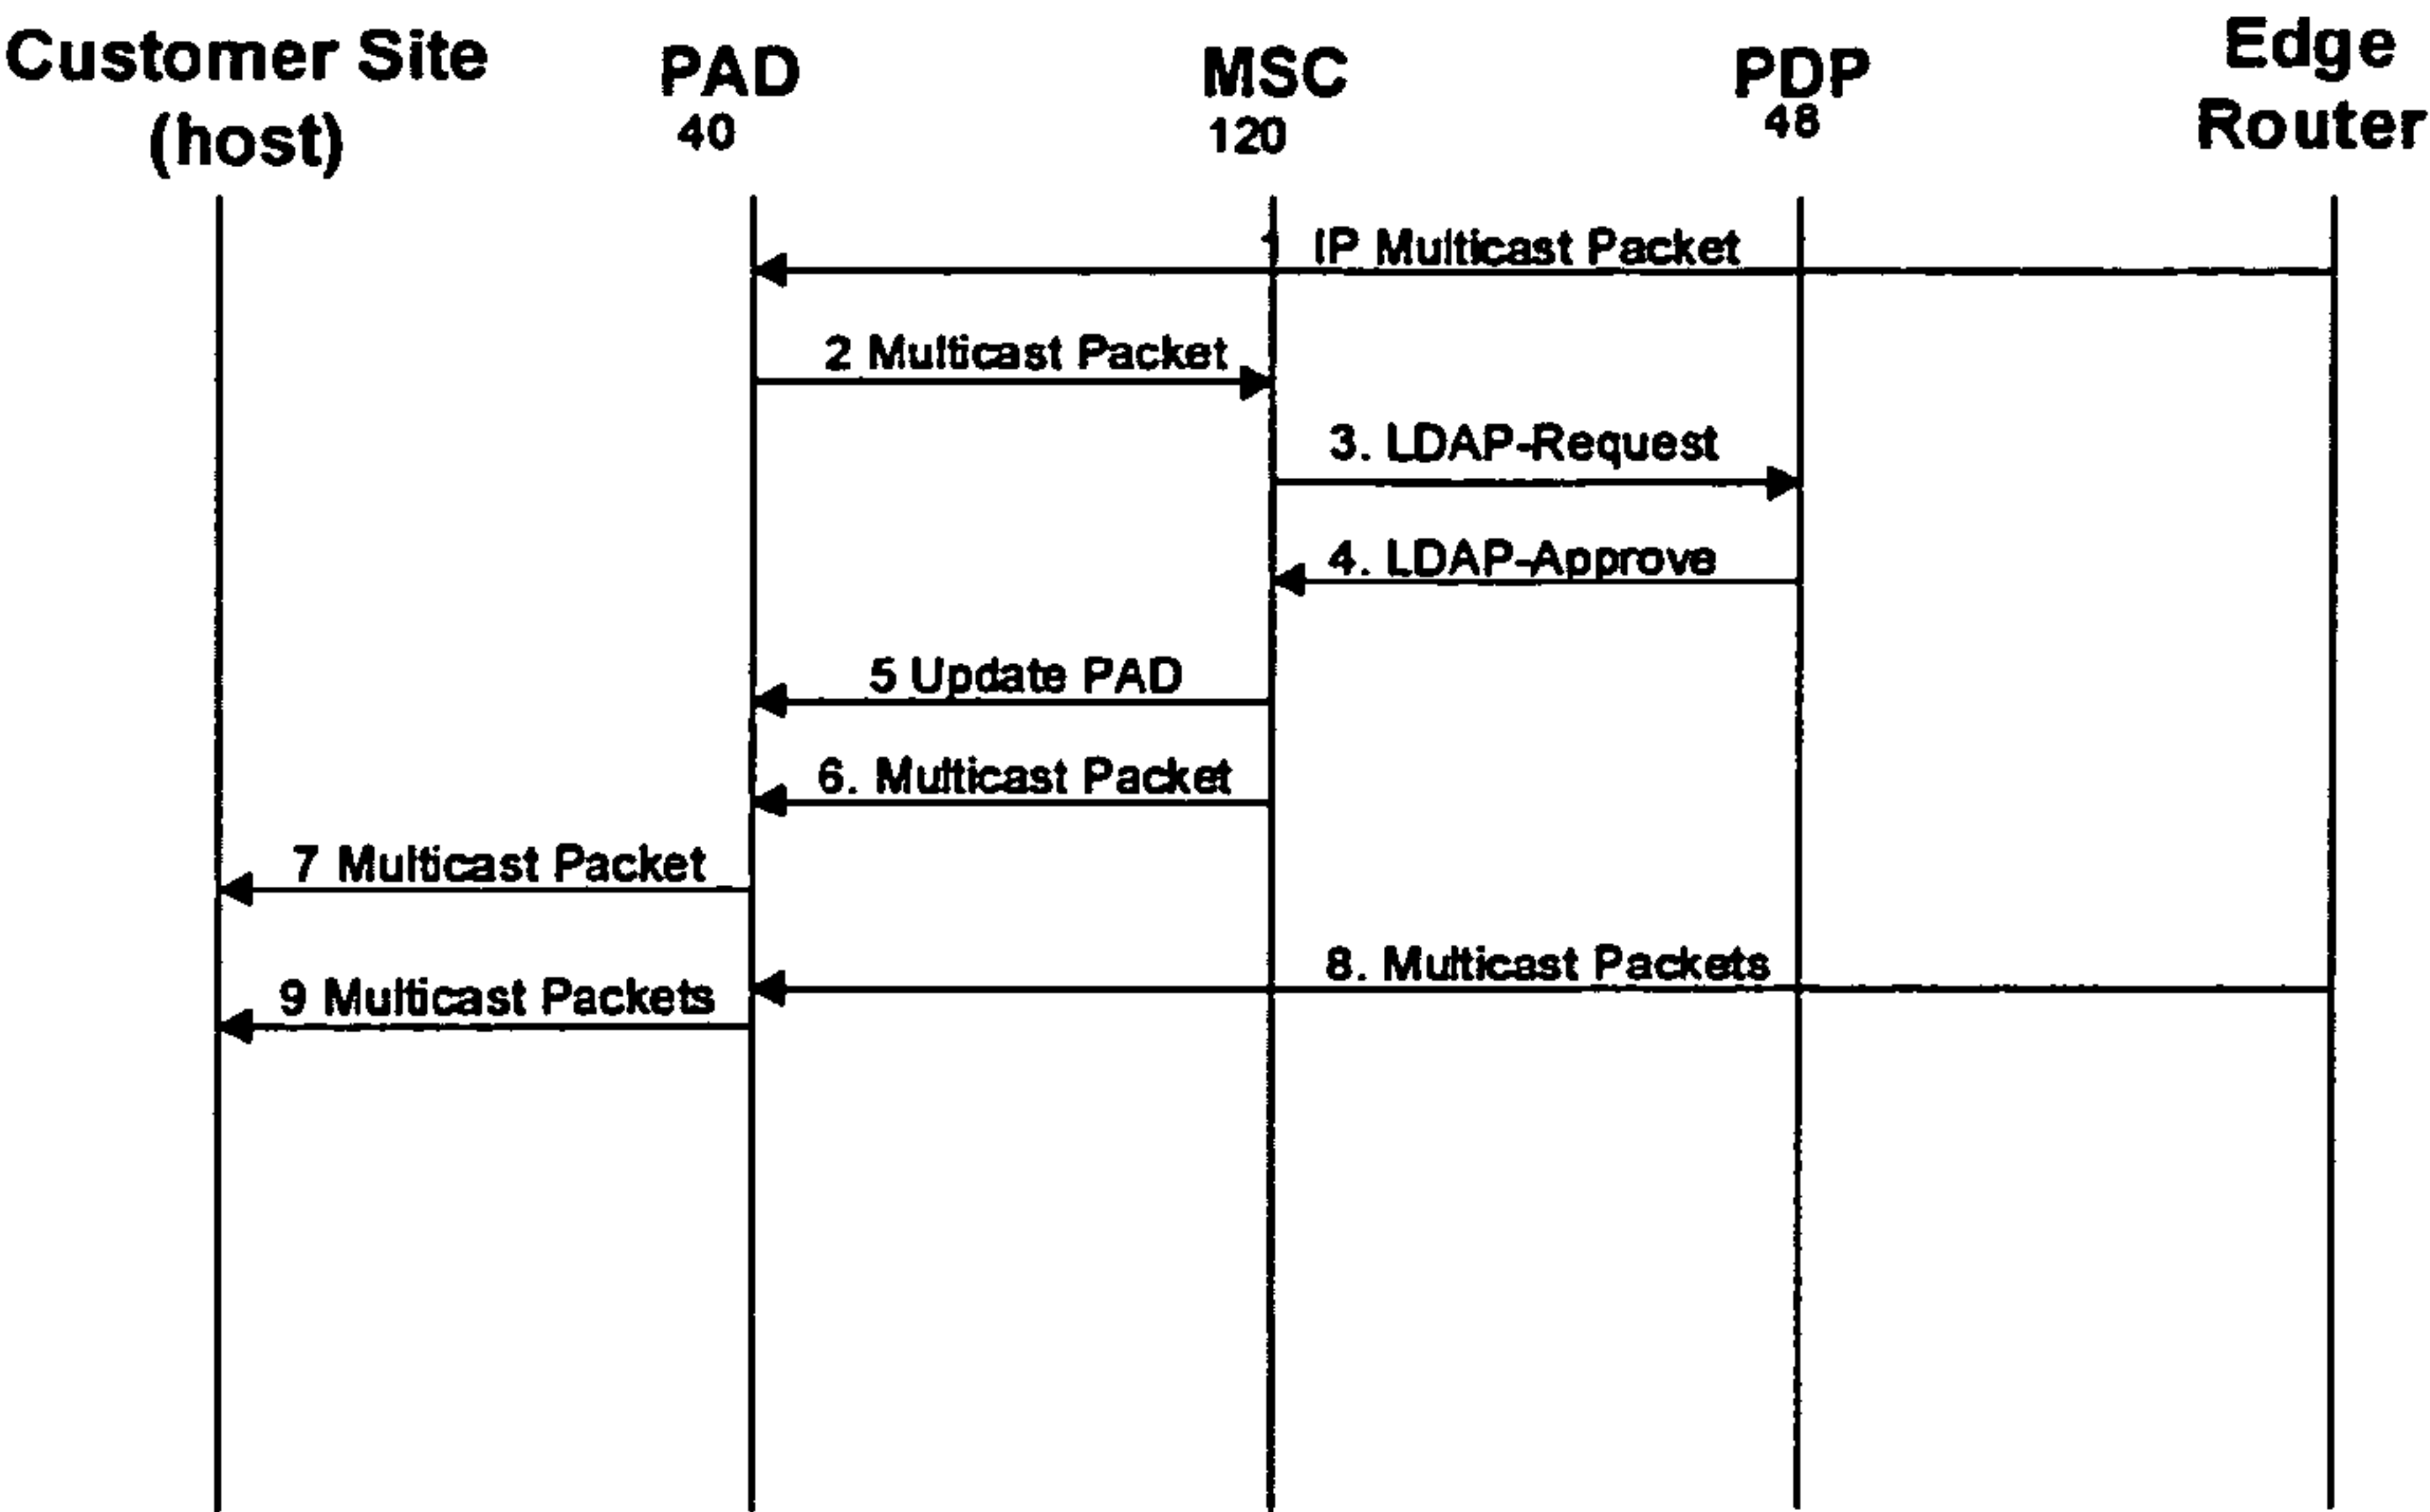 Customer Site
(host)
PAD
40
MSC
120
PDP
48
Edge
Router
1 IP Multicast Packet
2 Multicast Packet
3. LDAP-Request
4. LDAP-Approve
5 Update PAD
6. Multicast Packet
7 Multicast Packet
8. Multicast Packets
9 Multicast Packets